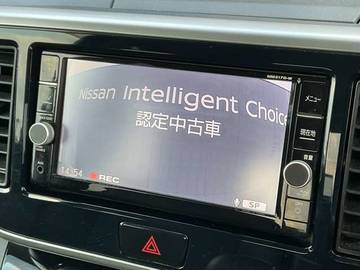 Nissan Intelligent Choice
認定中古車
14:54
REC
SP
メニュー
現在地
音量